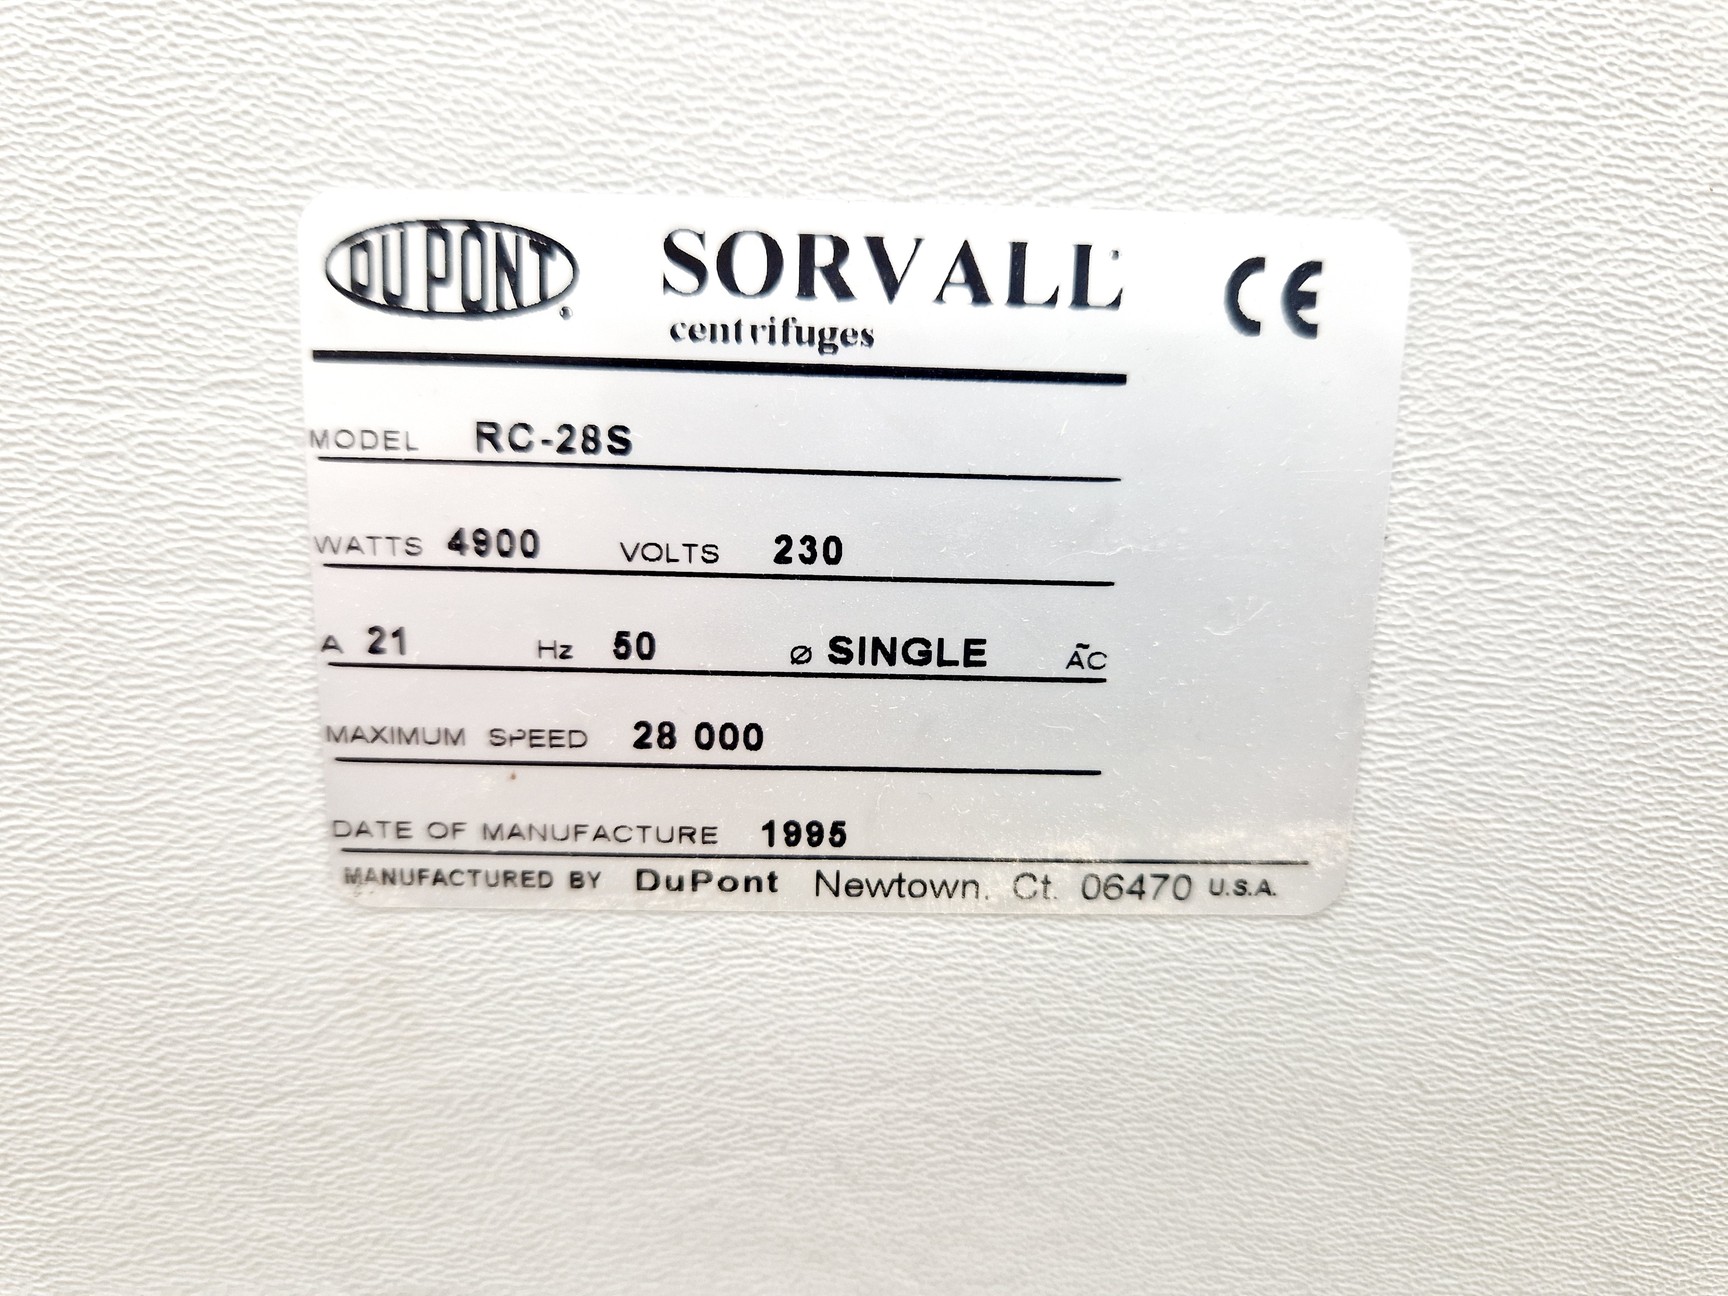 DU PONT® SORVALL® CE
centrifuges
MODEL RC-28S
WATTS 4900 VOLTS 230
A 21 Hz 50 ⌀ SINGLE ÃC
MAXIMUM SPEED 28 000
DATE OF MANUFACTURE 1995
MANUFACTURED BY DuPont Newtown. Ct. 06470 U.S.A.